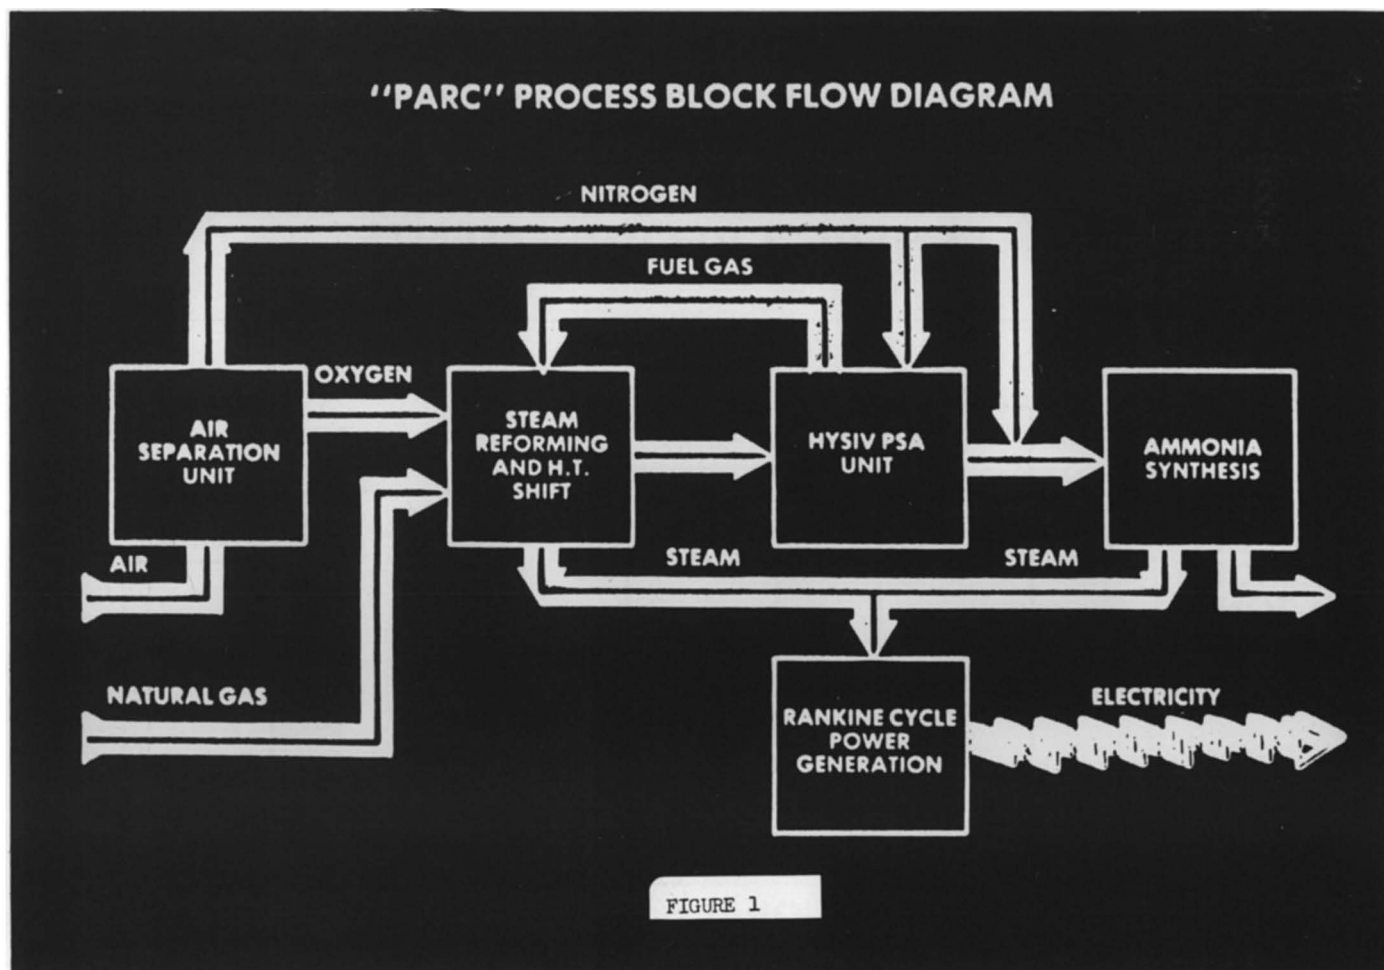 "PARC" PROCESS BLOCK FLOW DIAGRAM
NITROGEN
FUEL GAS
OXYGEN
AIR
SEPARATION
UNIT
STEAM
REFORMING
AND H.T.
SHIFT
HYSIV PSA
UNIT
AMMONIA
SYNTHESIS
AIR
STEAM
STEAM
NATURAL GAS
RANKINE CYCLE
POWER
GENERATION
ELECTRICITY
FIGURE 1